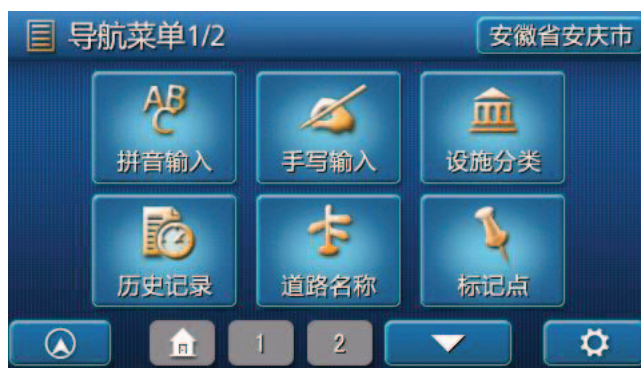 导航菜单1/2
安徽省安庆市
ABC
拼音输入
手写输入
设施分类
历史记录
道路名称
标记点
1
2